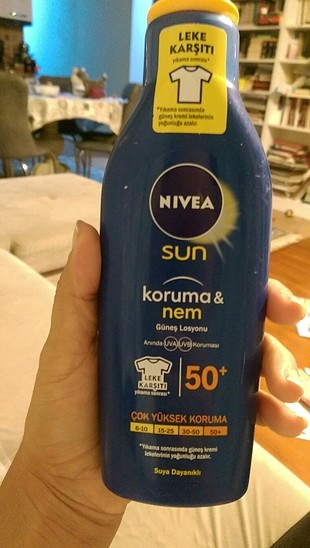 LEKE
KARŞITI
yıkama sonrası*
*Yıkama sonrasında
güneş kremi lekelerinin
yoğunluğu azalır.
NIVEA
sun
koruma &
nem
Güneş Losyonu
Anında UVA UVB Koruması
LEKE
KARŞITI
yıkama sonrası*
50+
ÇOK YÜKSEK KORUMA
6-10 15-25 30-50 50+
*Yıkama sonrasında güneş kremi
lekelerinin yoğunluğu azalır.
Suya Dayanıklı